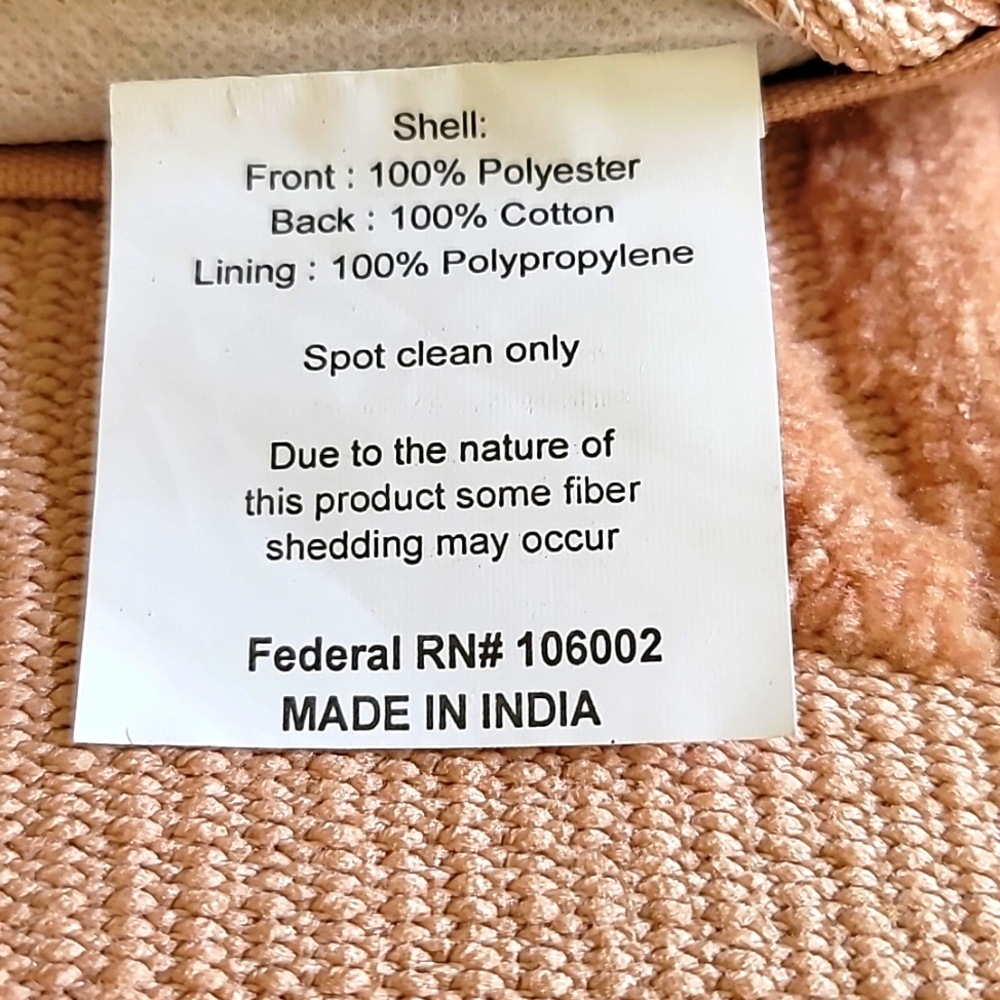 Shell:
Front : 100% Polyester
Back : 100% Cotton
Lining : 100% Polypropylene
Spot clean only
Due to the nature of
this product some fiber
shedding may occur
Federal RN# 106002
MADE IN INDIA